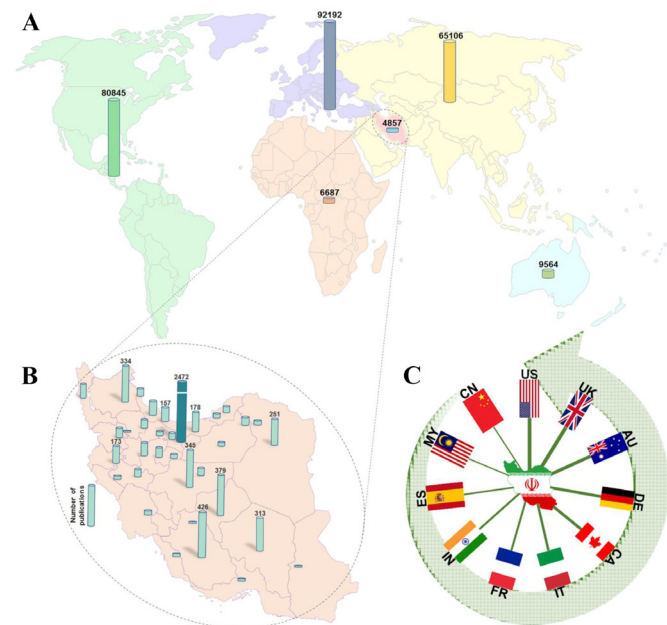 A
92192
65106
80845
4857
6687
9564
B
334
2472
157
178
251
173
345
379
426
313
Number of
publications
C
US
UK
CN
AU
MY
DE
ES
CA
IN
IT
FR